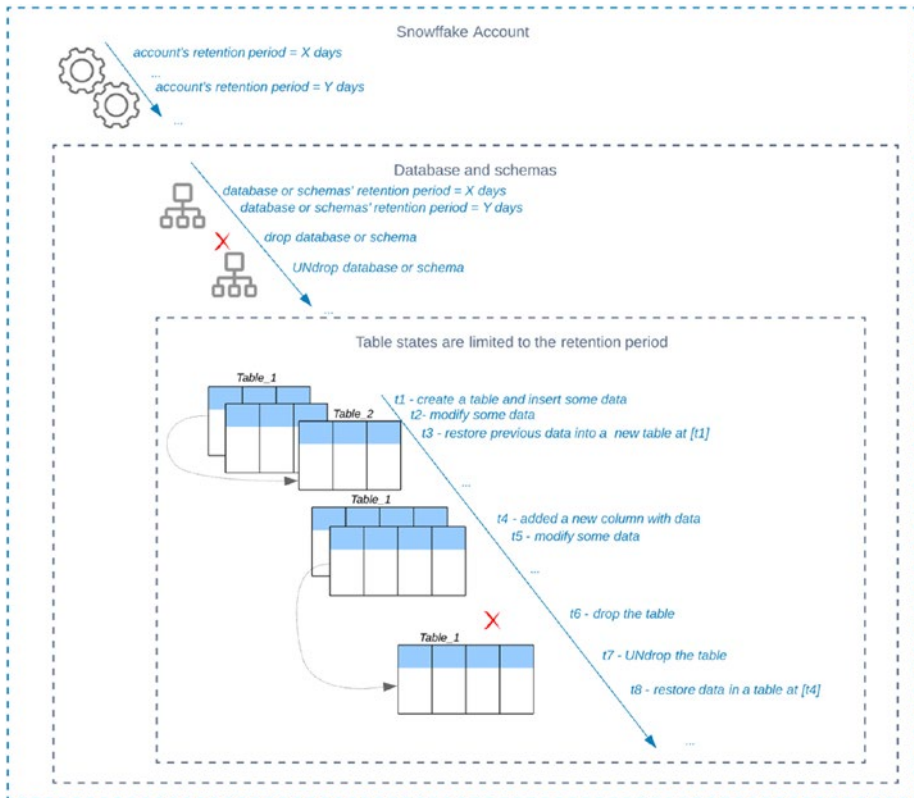 Snowffake Account
account's retention period = X days
...
account's retention period = Y days
...
Database and schemas
database or schemas' retention period = X days
database or schemas' retention period = Y days
drop database or schema
UNdrop database or schema
...
Table states are limited to the retention period
Table_1
Table_2
t1 - create a table and insert some data
t2- modify some data
t3 - restore previous data into a new table at [t1]
...
Table_1
t4 - added a new column with data
t5 - modify some data
...
t6 - drop the table
Table_1
t7 - UNdrop the table
t8 - restore data in a table at [t4]
...